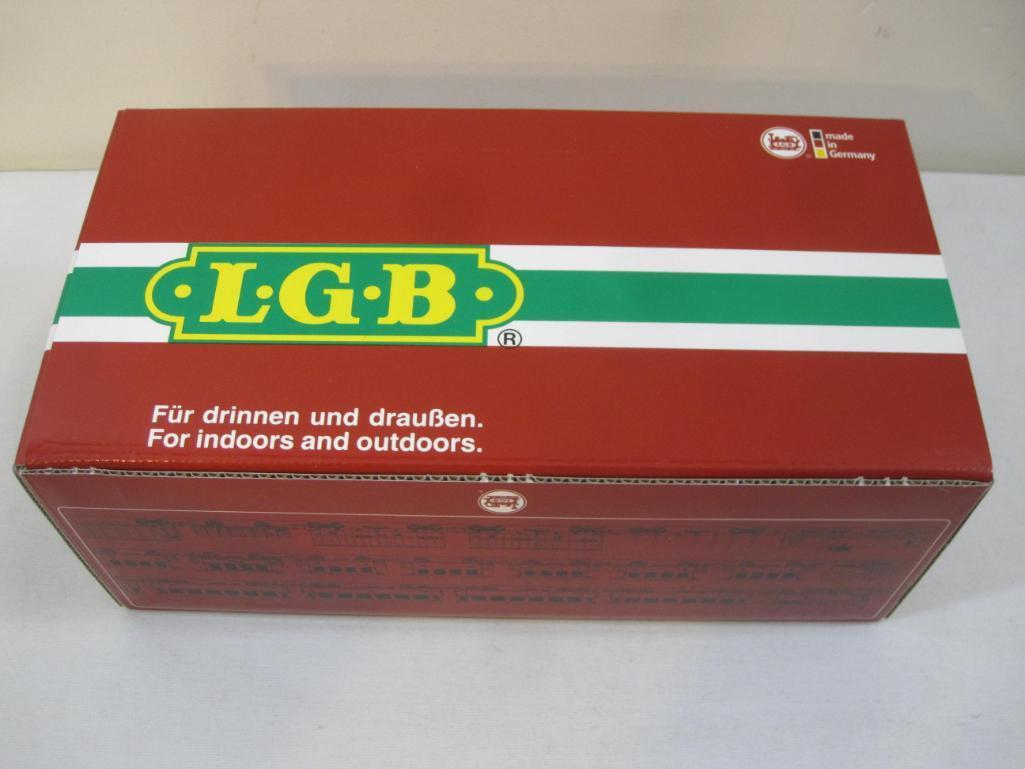 made
in
Germany
L·G·B
®
Für drinnen und draußen.
For indoors and outdoors.